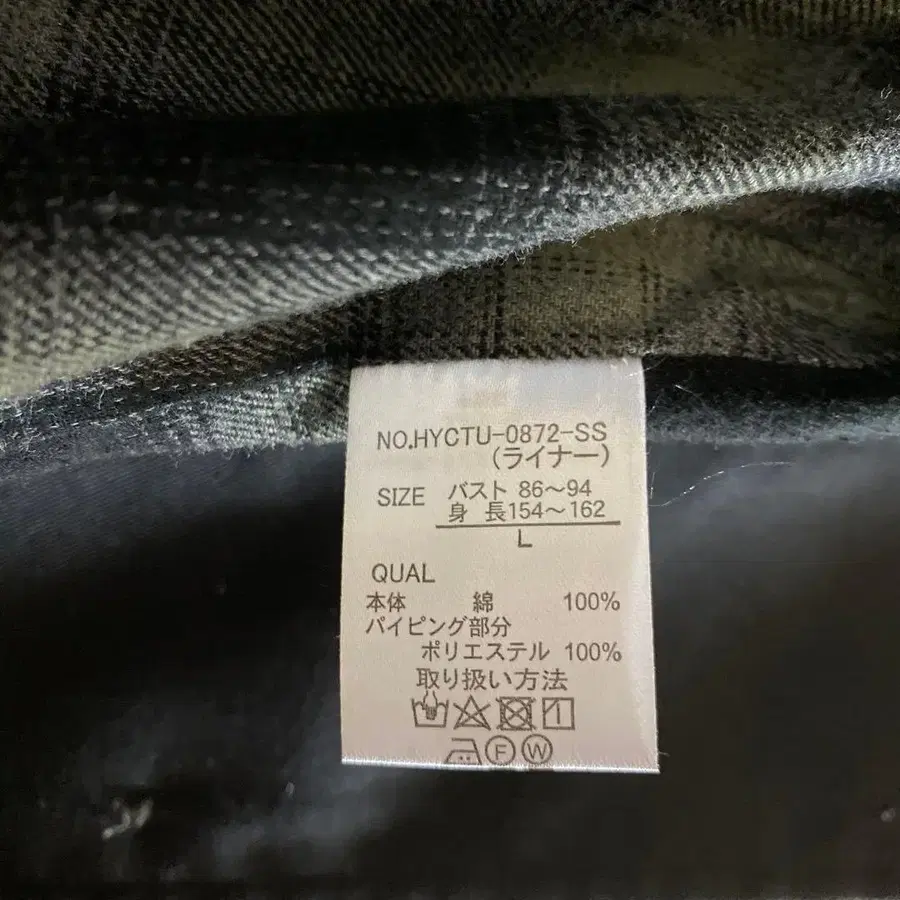 NO.HYCTU-0872-SS
(ライナー)
SIZE バスト 86～94
身 長154～162
L
QUAL
本体 綿 100%
パイピング部分
ポリエステル 100%
取り扱い方法
F W